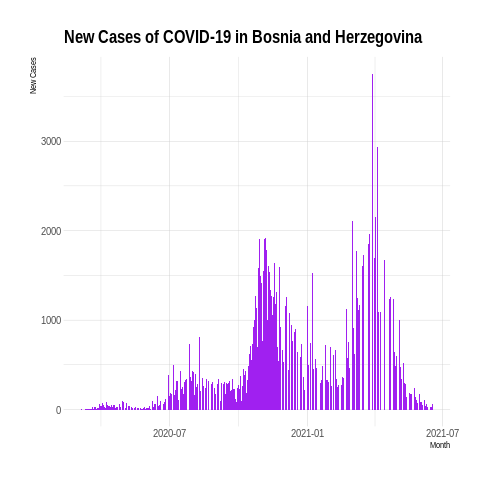 New Cases of COVID-19 in Bosnia and Herzegovina
New Cases
3000
2000
1000
0
2020-07
2021-01
2021-07
Month